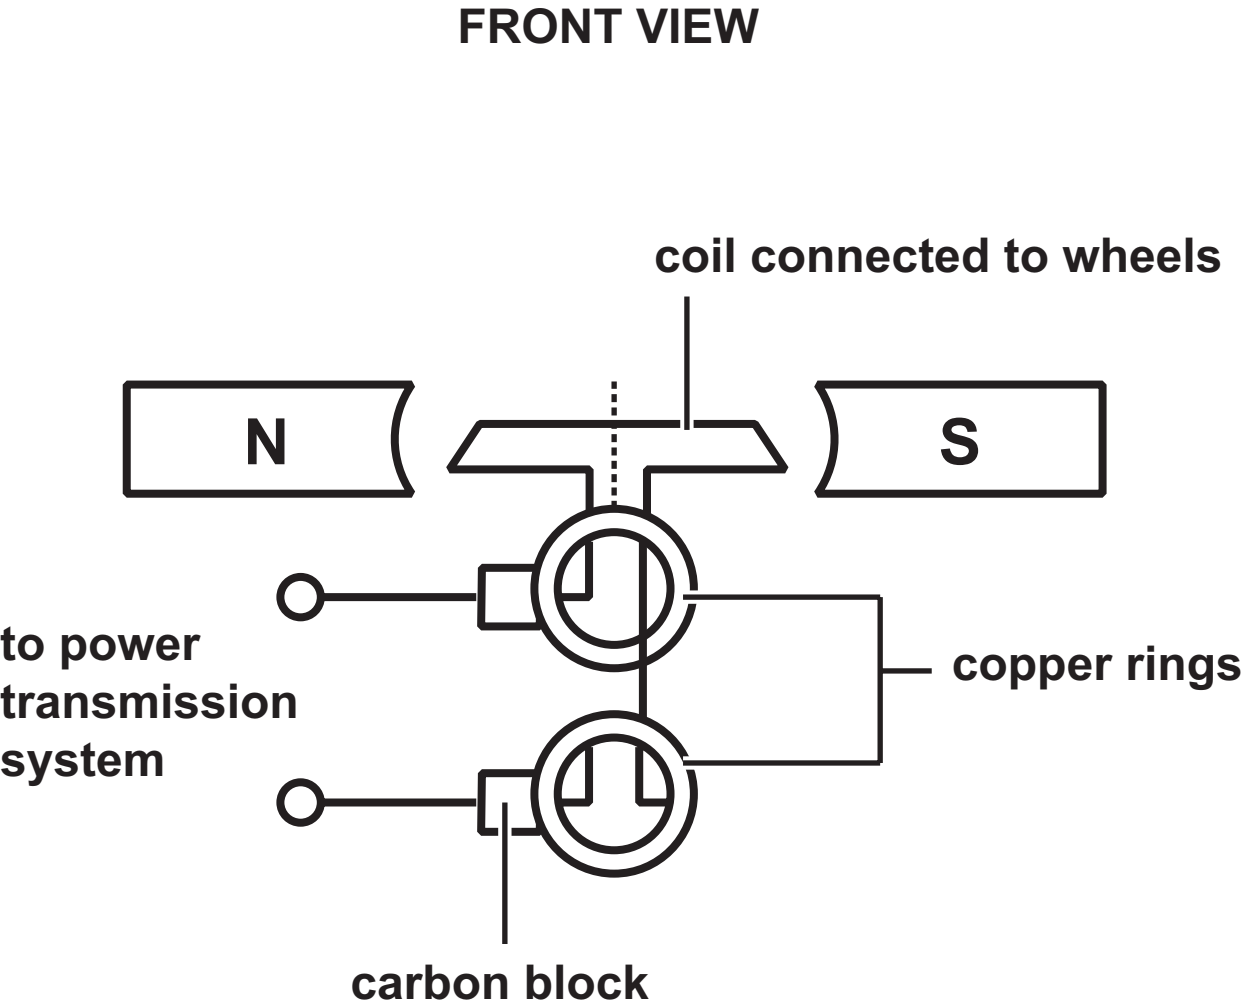 FRONT VIEW
coil connected to wheels
N
S
to power
transmission
system
copper rings
carbon block